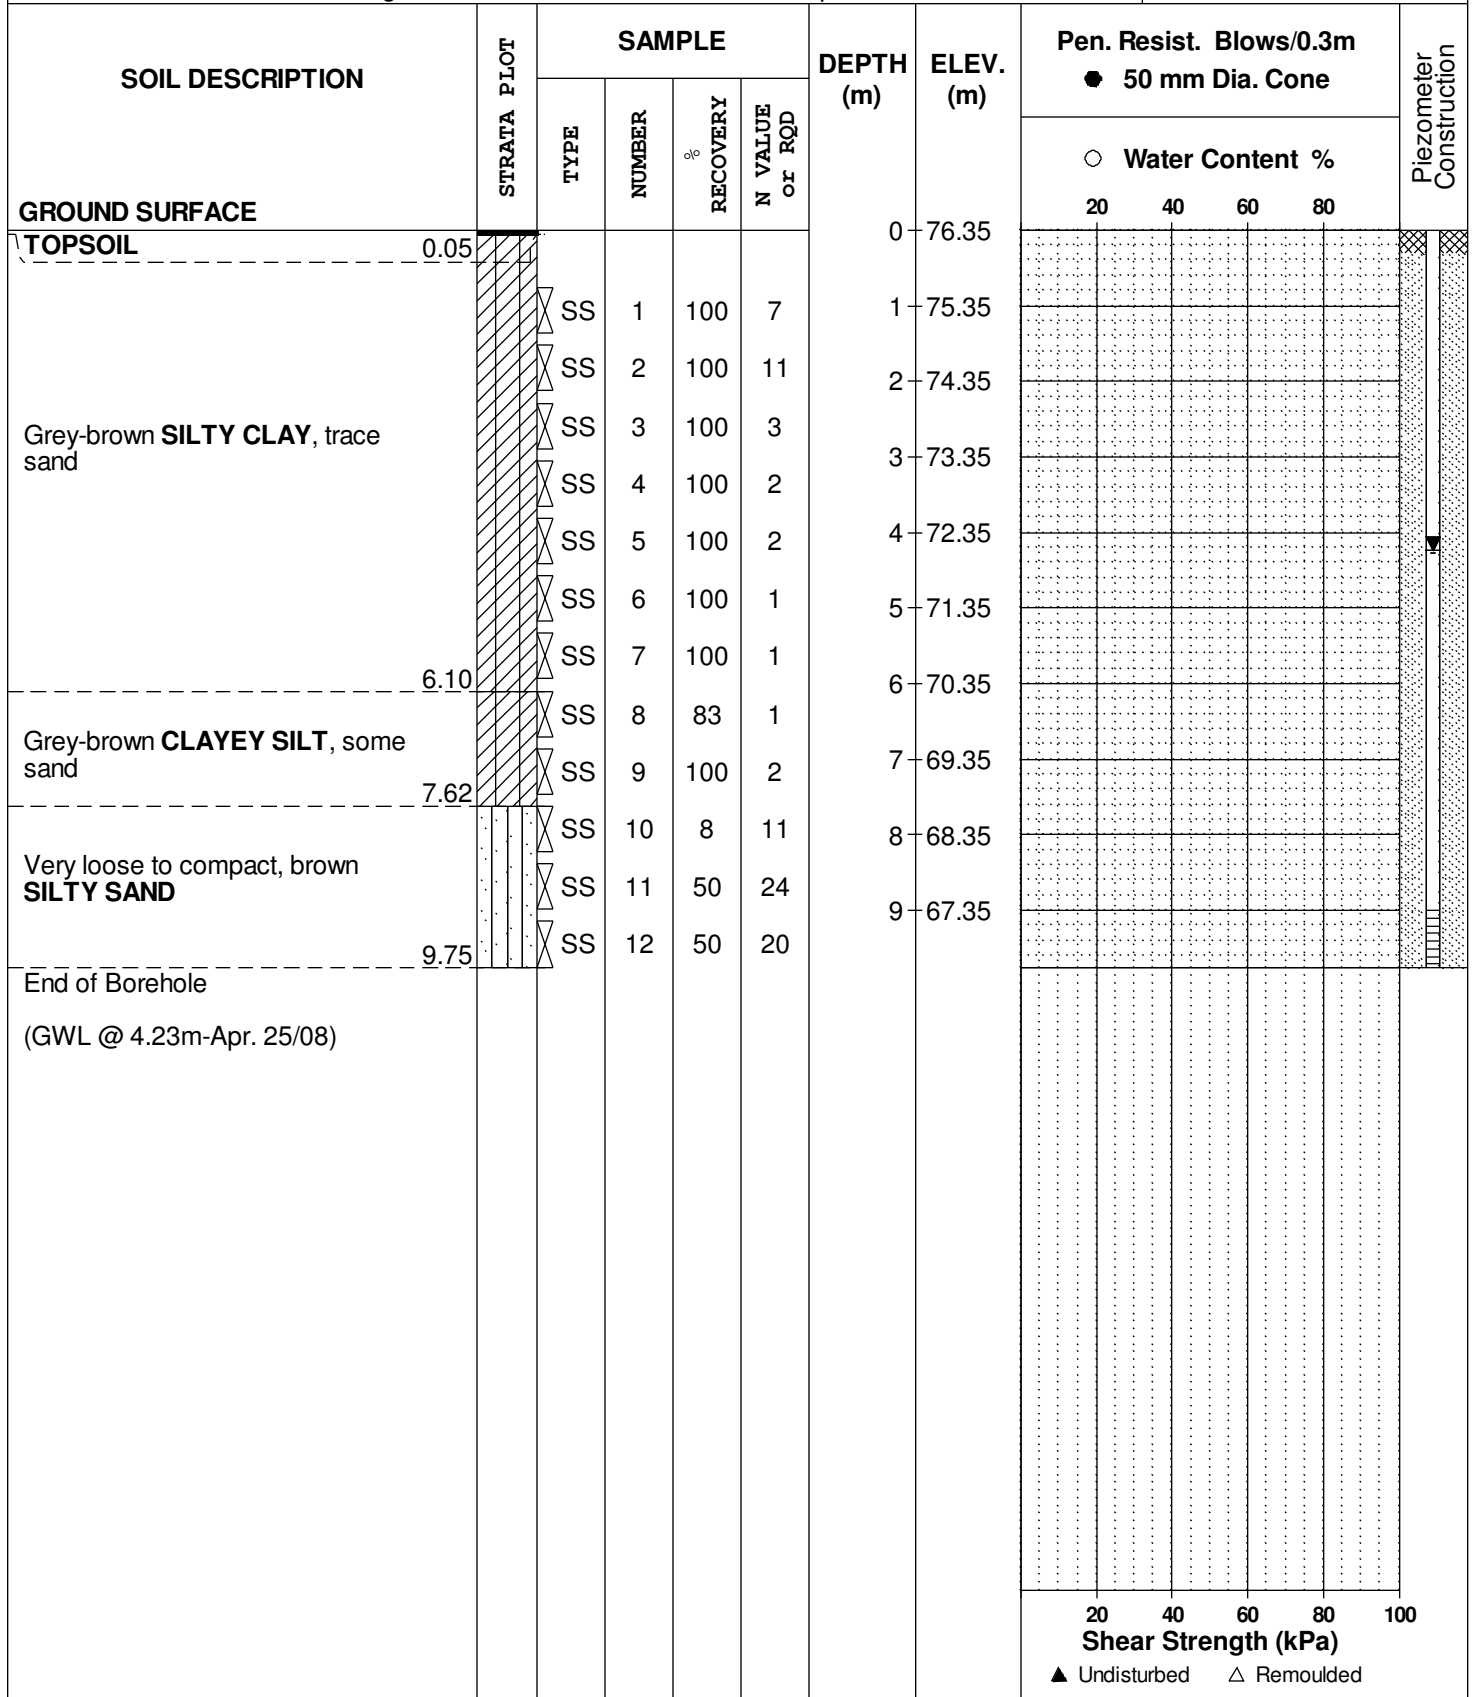 SOIL DESCRIPTION
GROUND SURFACE
STRATA PLOT
SAMPLE
TYPE
NUMBER
%
RECOVERY
N VALUE
or RQD
DEPTH
(m)
ELEV.
(m)
Pen. Resist. Blows/0.3m
● 50 mm Dia. Cone
○ Water Content %
20 40 60 80
Piezometer
Construction
0 76.35
TOPSOIL 0.05
SS 1 100 7
1 75.35
SS 2 100 11
2 74.35
Grey-brown SILTY CLAY, trace
sand
SS 3 100 3
3 73.35
SS 4 100 2
4 72.35
SS 5 100 2
SS 6 100 1
5 71.35
SS 7 100 1
6.10
6 70.35
SS 8 83 1
Grey-brown CLAYEY SILT, some
sand
7 69.35
SS 9 100 2
7.62
SS 10 8 11
8 68.35
Very loose to compact, brown
SILTY SAND
SS 11 50 24
9 67.35
SS 12 50 20
9.75
End of Borehole
(GWL @ 4.23m-Apr. 25/08)
20 40 60 80 100
Shear Strength (kPa)
▲ Undisturbed △ Remoulded